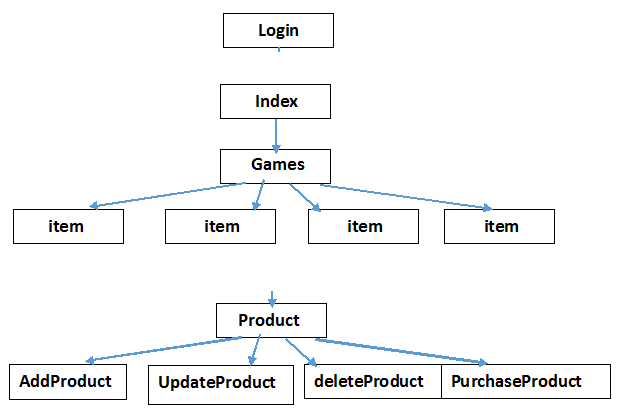 Login
Index
Games
item item item item
Product
AddProduct UpdateProduct deleteProduct PurchaseProduct